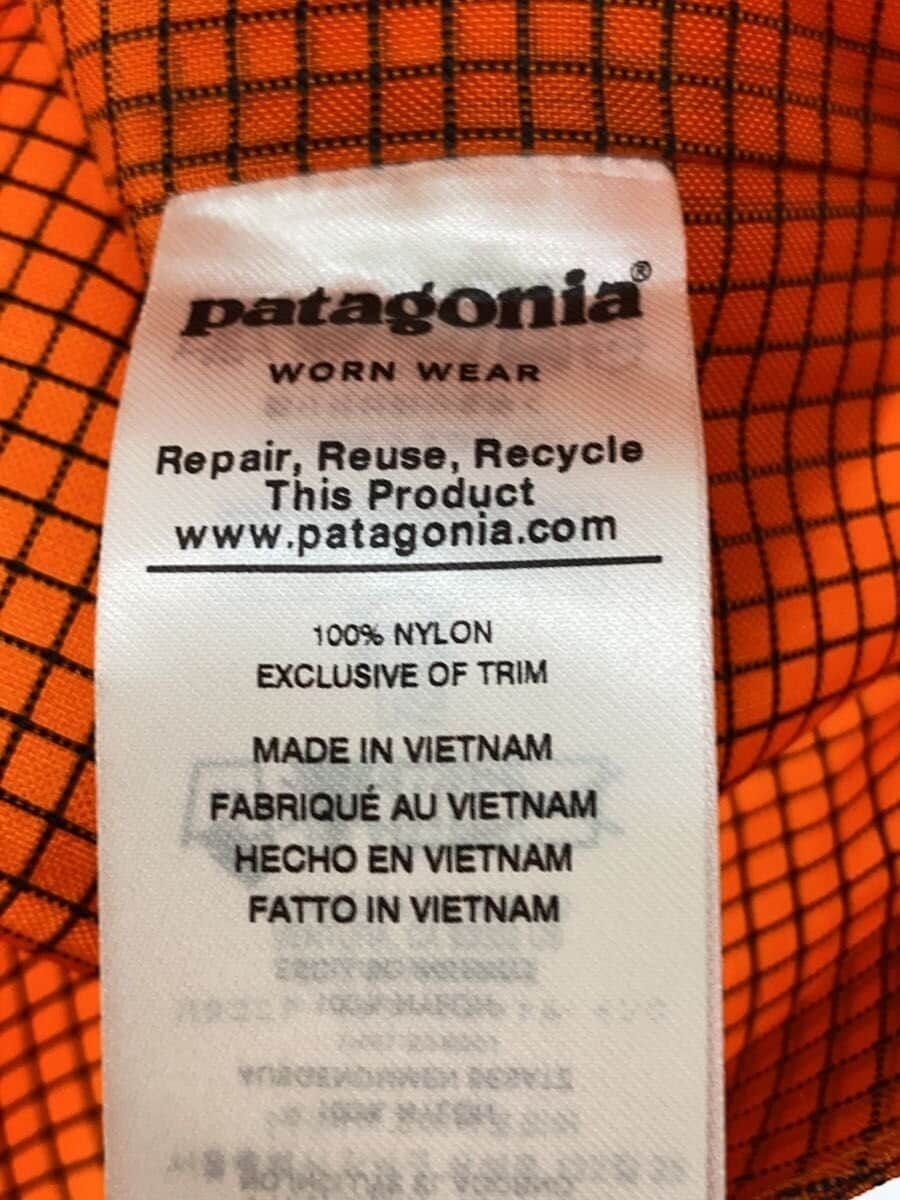 patagonia®
WORN WEAR
Repair, Reuse, Recycle
This Product
www.patagonia.com
100% NYLON
EXCLUSIVE OF TRIM
MADE IN VIETNAM
FABRIQUÉ AU VIETNAM
HECHO EN VIETNAM
FATTO IN VIETNAM